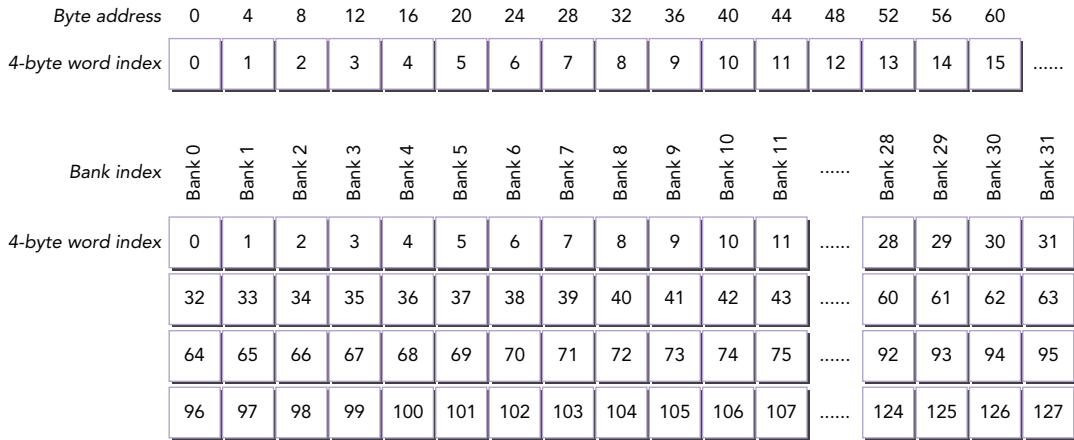 Byte address 0 4 8 12 16 20 24 28 32 36 40 44 48 52 56 60
4-byte word index 0 1 2 3 4 5 6 7 8 9 10 11 12 13 14 15 ......
Bank index Bank 0 Bank 1 Bank 2 Bank 3 Bank 4 Bank 5 Bank 6 Bank 7 Bank 8 Bank 9 Bank 10 Bank 11 ...... Bank 28 Bank 29 Bank 30 Bank 31
4-byte word index 0 1 2 3 4 5 6 7 8 9 10 11 ...... 28 29 30 31
32 33 34 35 36 37 38 39 40 41 42 43 ...... 60 61 62 63
64 65 66 67 68 69 70 71 72 73 74 75 ...... 92 93 94 95
96 97 98 99 100 101 102 103 104 105 106 107 ...... 124 125 126 127